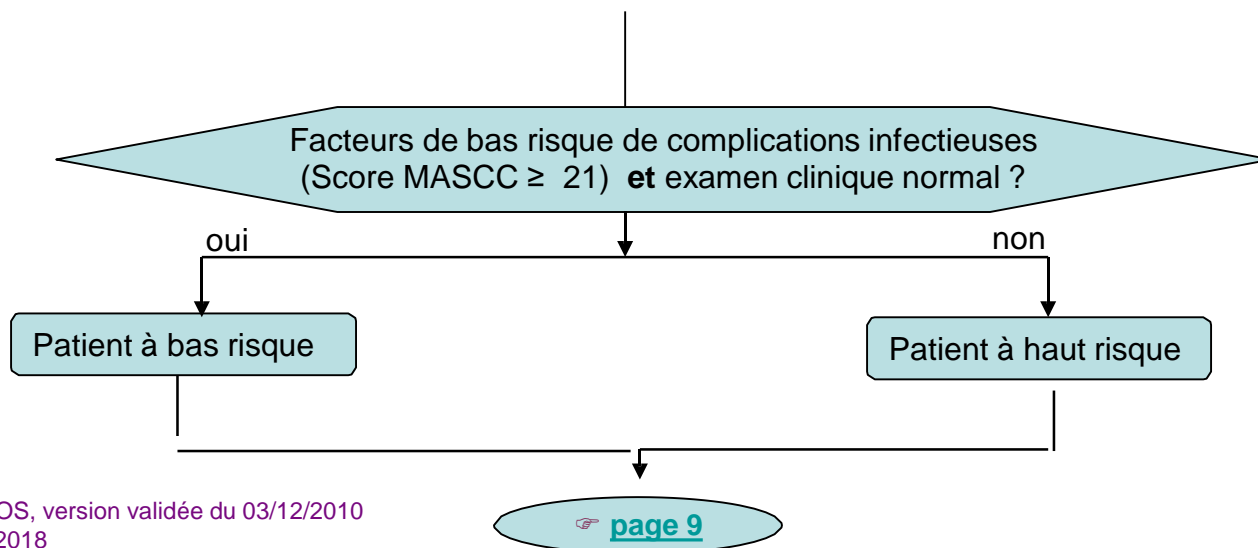 Facteurs de bas risque de complications infectieuses
(Score MASCC ≥ 21) et examen clinique normal ?
oui
non
Patient à bas risque
Patient à haut risque
OS, version validée du 03/12/2010
2018
☞ page 9